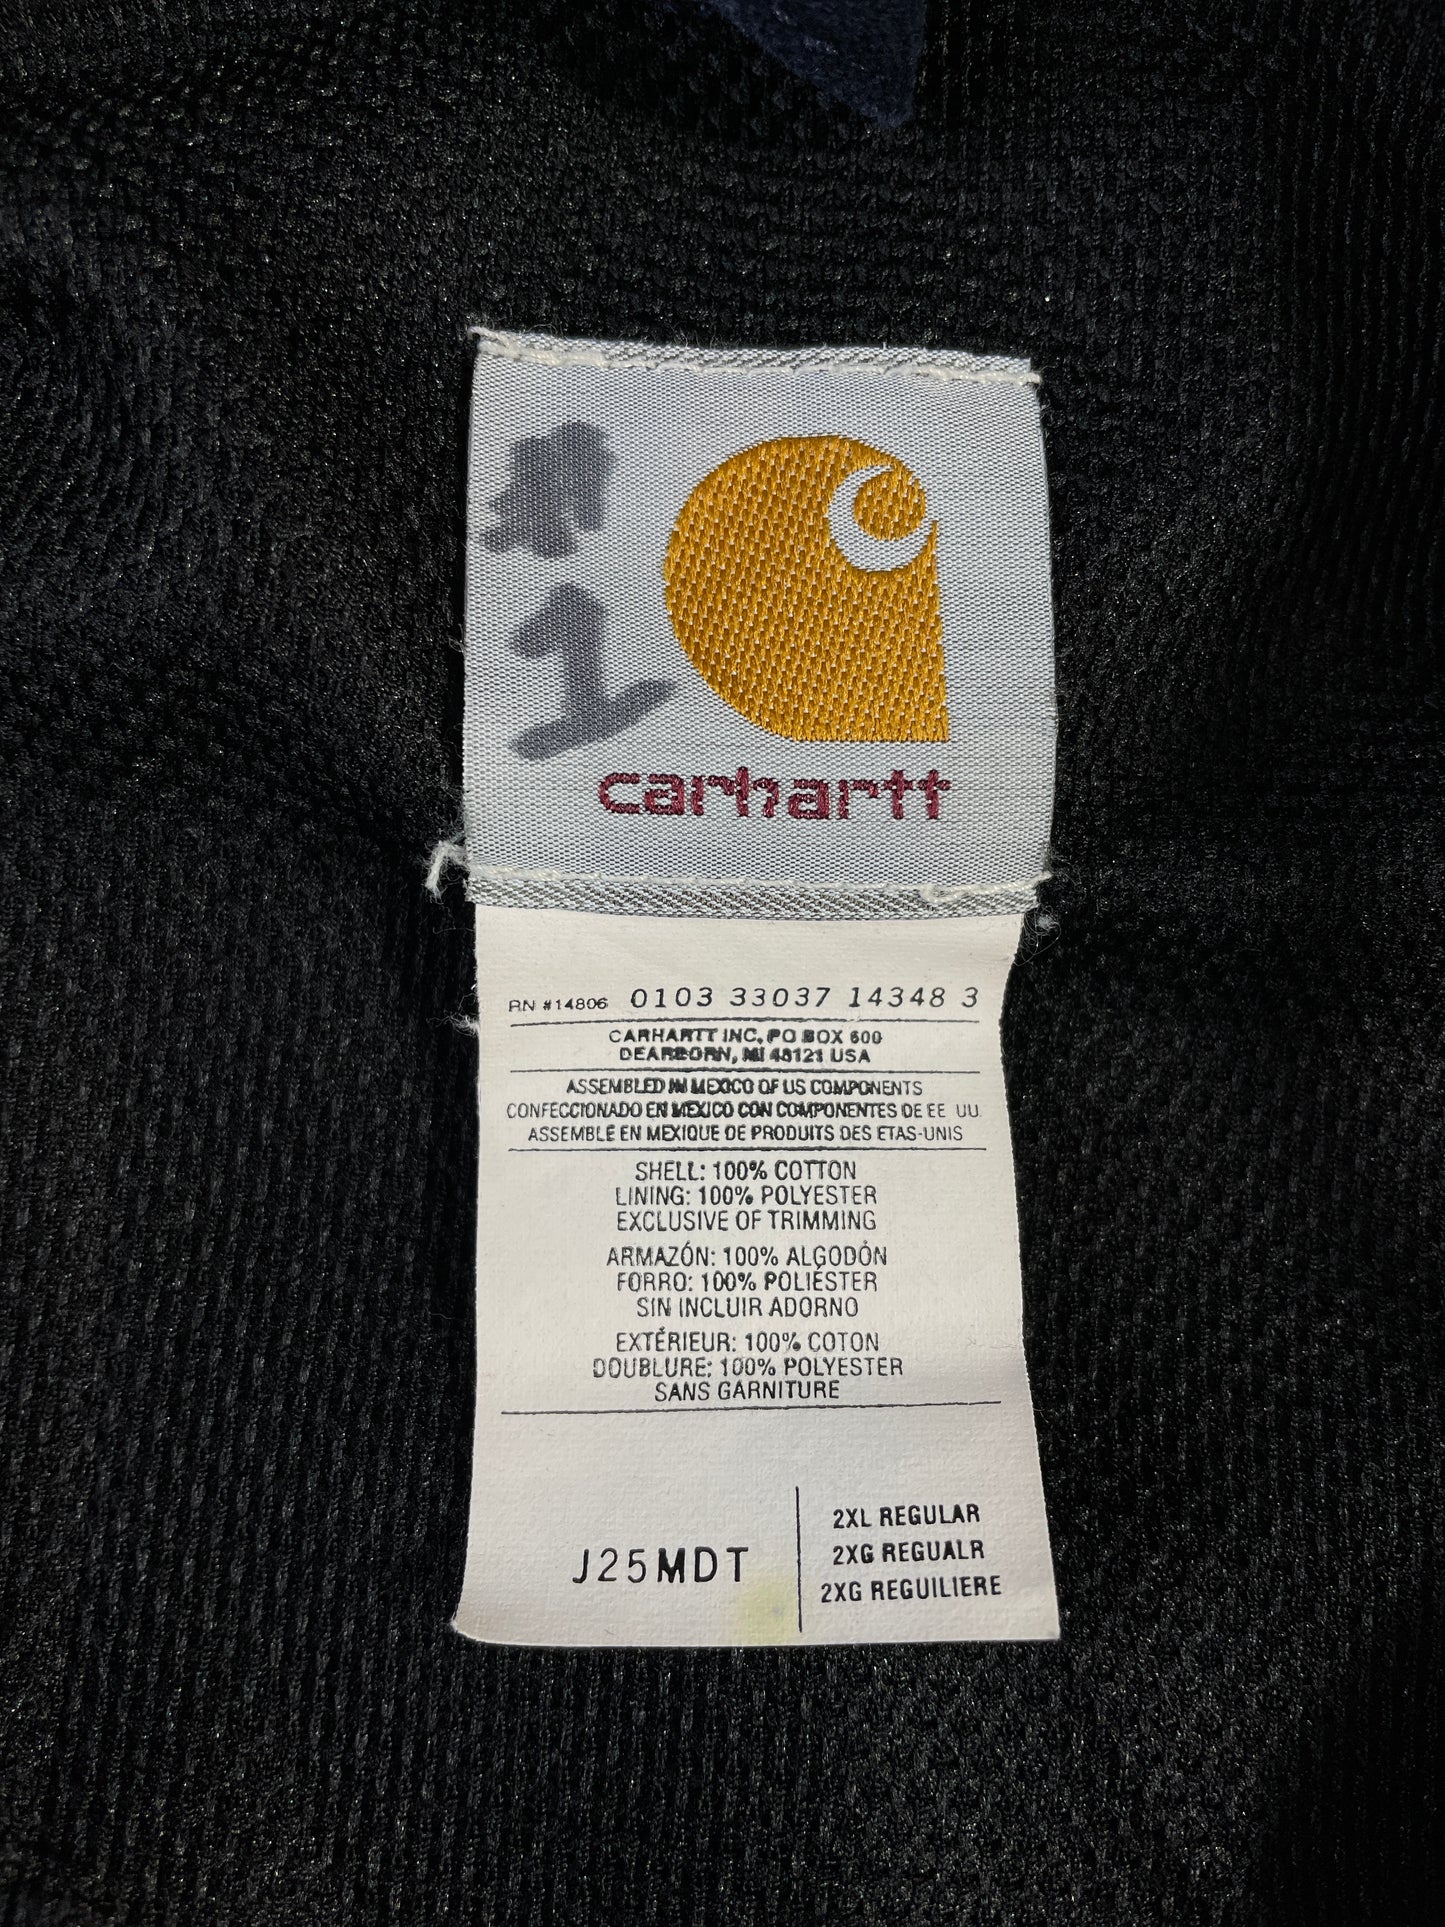 #
1
carhartt
RN #14806 0103 33037 14348 3
CARHARTT INC, PO BOX 600
DEARBORN, MI 48121 USA
ASSEMBLED IN MEXICO OF US COMPONENTS
CONFECCIONADO EN MEXICO CON COMPONENTES DE EE UU.
ASSEMBLÉ EN MEXIQUE DE PRODUITS DES ETAS-UNIS
SHELL: 100% COTTON
LINING: 100% POLYESTER
EXCLUSIVE OF TRIMMING
ARMAZÓN: 100% ALGODÓN
FORRO: 100% POLIÉSTER
SIN INCLUIR ADORNO
EXTÉRIEUR: 100% COTON
DOUBLURE: 100% POLYESTER
SANS GARNITURE
J25MDT
2XL REGULAR
2XG REGUALR
2XG REGUILIERE